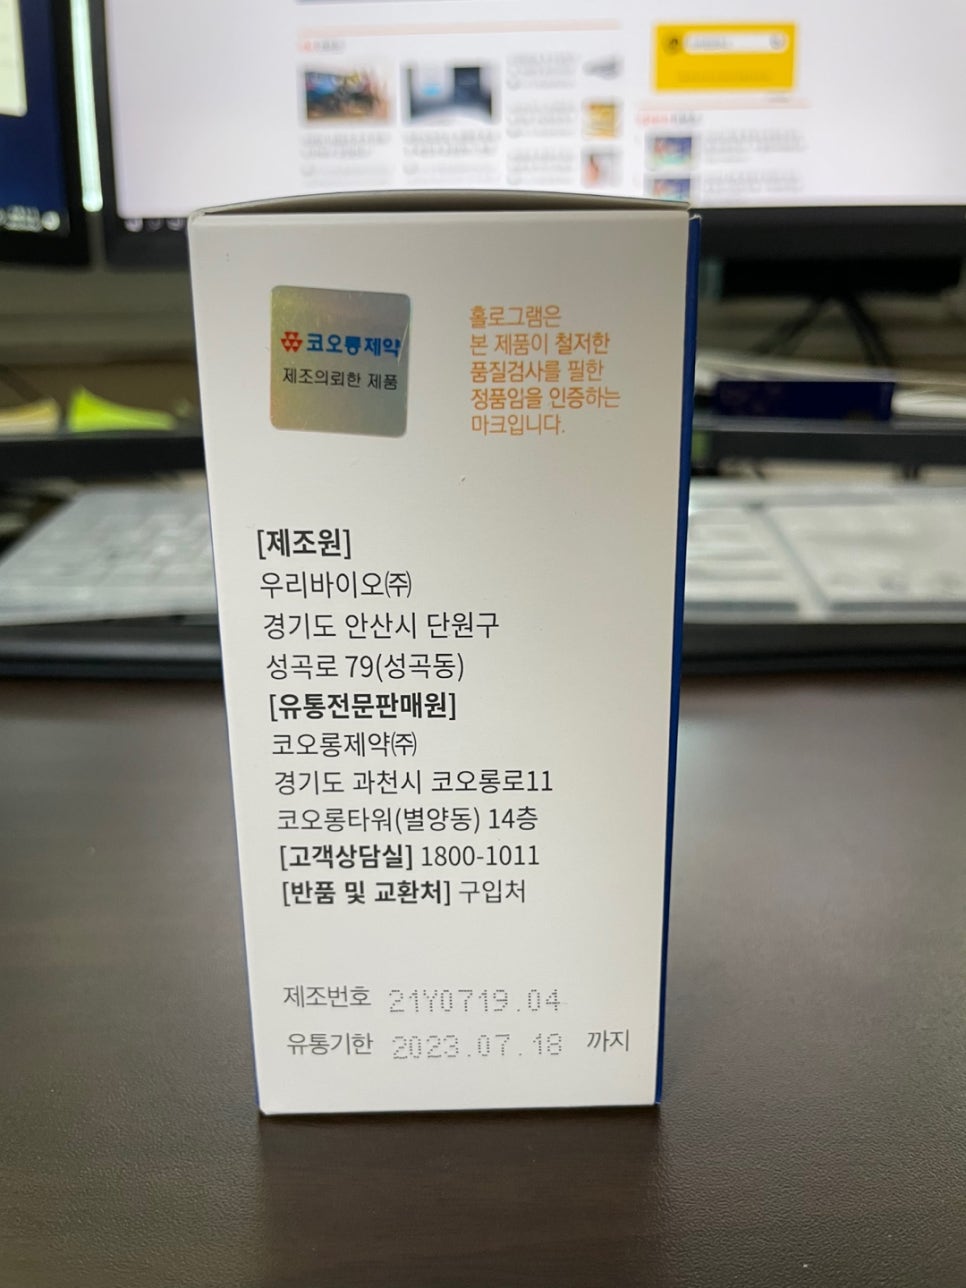 코오롱제약
제조의뢰한 제품
홀로그램은
본 제품이 철저한
품질검사를 필한
정품임을 인증하는
마크입니다.
[제조원]
우리바이오㈜
경기도 안산시 단원구
성곡로 79(성곡동)
[유통전문판매원]
코오롱제약㈜
경기도 과천시 코오롱로11
코오롱타워(별양동) 14층
[고객상담실] 1800-1011
[반품 및 교환처] 구입처
제조번호 21Y0719.04
유통기한 2023.07.18 까지